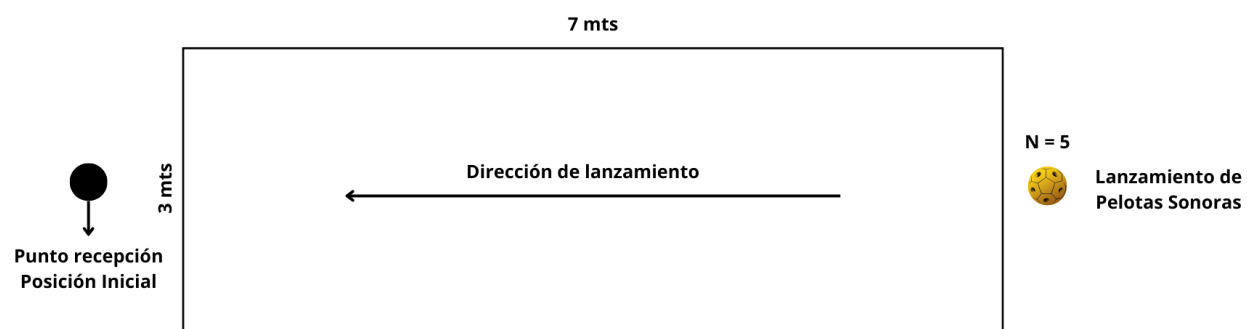 7 mts
N = 5
Dirección de lanzamiento
Lanzamiento de
Pelotas Sonoras
3 mts
Punto recepción
Posición Inicial